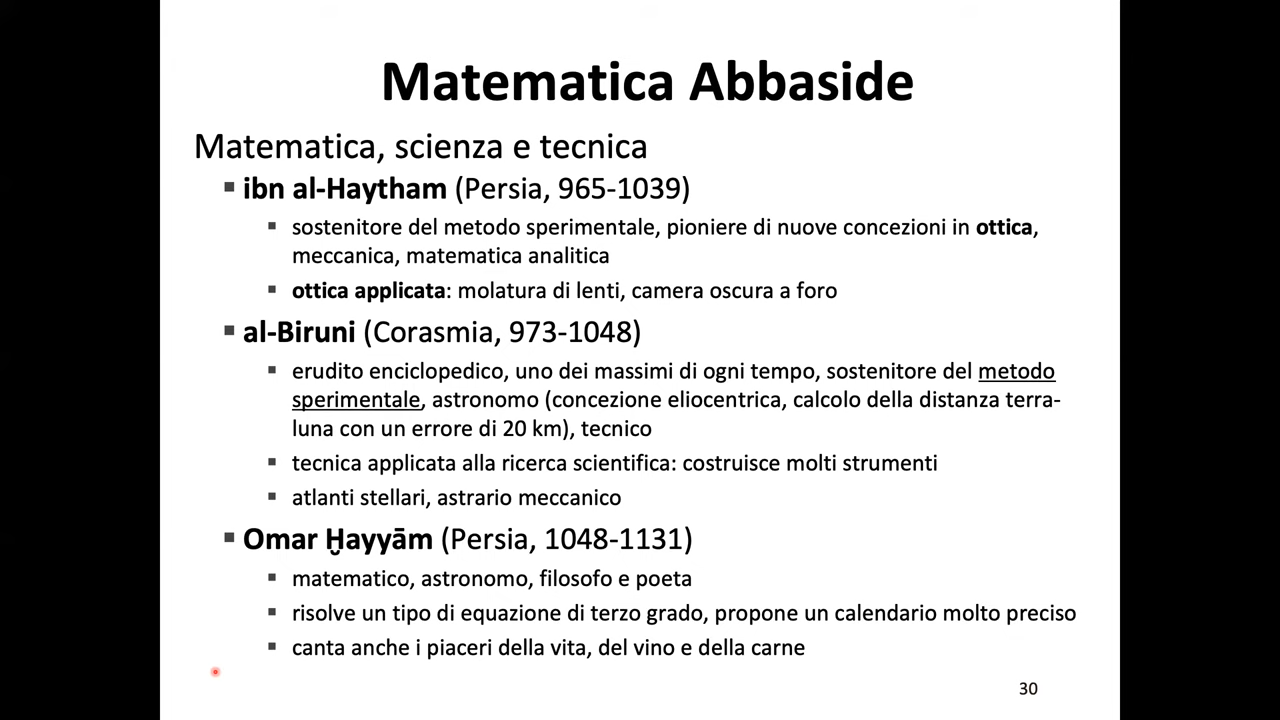 Matematica Abbaside
Matematica, scienza e tecnica
▪ ibn al-Haytham (Persia, 965-1039)
▪ sostenitore del metodo sperimentale, pioniere di nuove concezioni in ottica,
meccanica, matematica analitica
▪ ottica applicata: molatura di lenti, camera oscura a foro
▪ al-Biruni (Corasmia, 973-1048)
▪ erudito enciclopedico, uno dei massimi di ogni tempo, sostenitore del metodo
sperimentale, astronomo (concezione eliocentrica, calcolo della distanza terra-
luna con un errore di 20 km), tecnico
▪ tecnica applicata alla ricerca scientifica: costruisce molti strumenti
▪ atlanti stellari, astrario meccanico
▪ Omar Ḫayyām (Persia, 1048-1131)
▪ matematico, astronomo, filosofo e poeta
▪ risolve un tipo di equazione di terzo grado, propone un calendario molto preciso
▪ canta anche i piaceri della vita, del vino e della carne
30